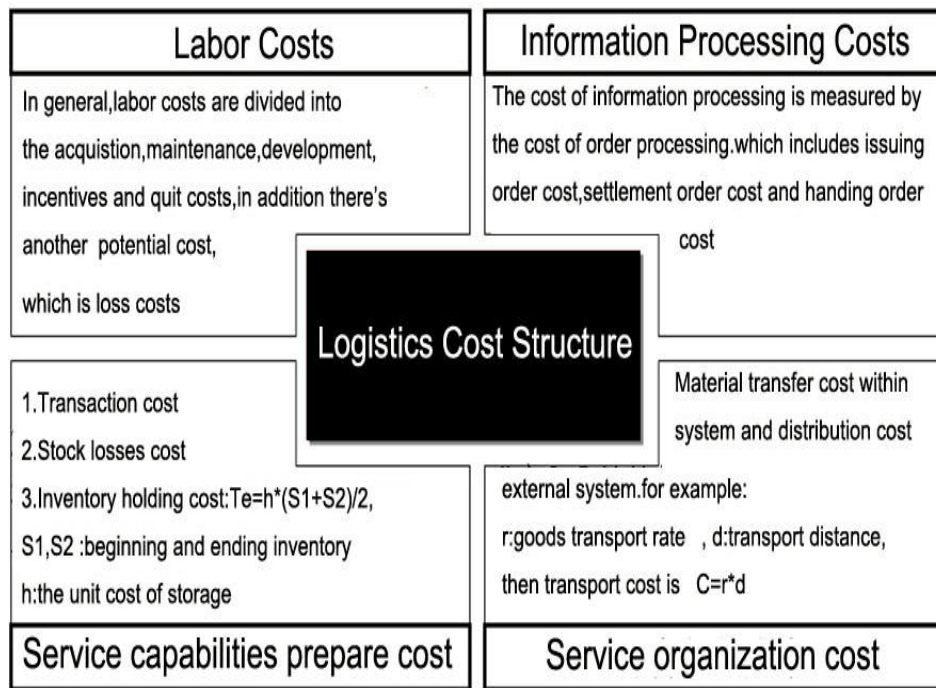 Labor Costs
In general,labor costs are divided into
the acquistion,maintenance,development,
incentives and quit costs,in addition there's
another potential cost,
which is loss costs
Information Processing Costs
The cost of information processing is measured by
the cost of order processing.which includes issuing
order cost,settlement order cost and handing order
cost
Logistics Cost Structure
1.Transaction cost
2.Stock losses cost
3.Inventory holding cost:Te=h*(S1+S2)/2,
S1,S2 :beginning and ending inventory
h:the unit cost of storage
Service capabilities prepare cost
Material transfer cost within
system and distribution cost
external system.for example:
r:goods transport rate , d:transport distance,
then transport cost is C=r*d
Service organization cost